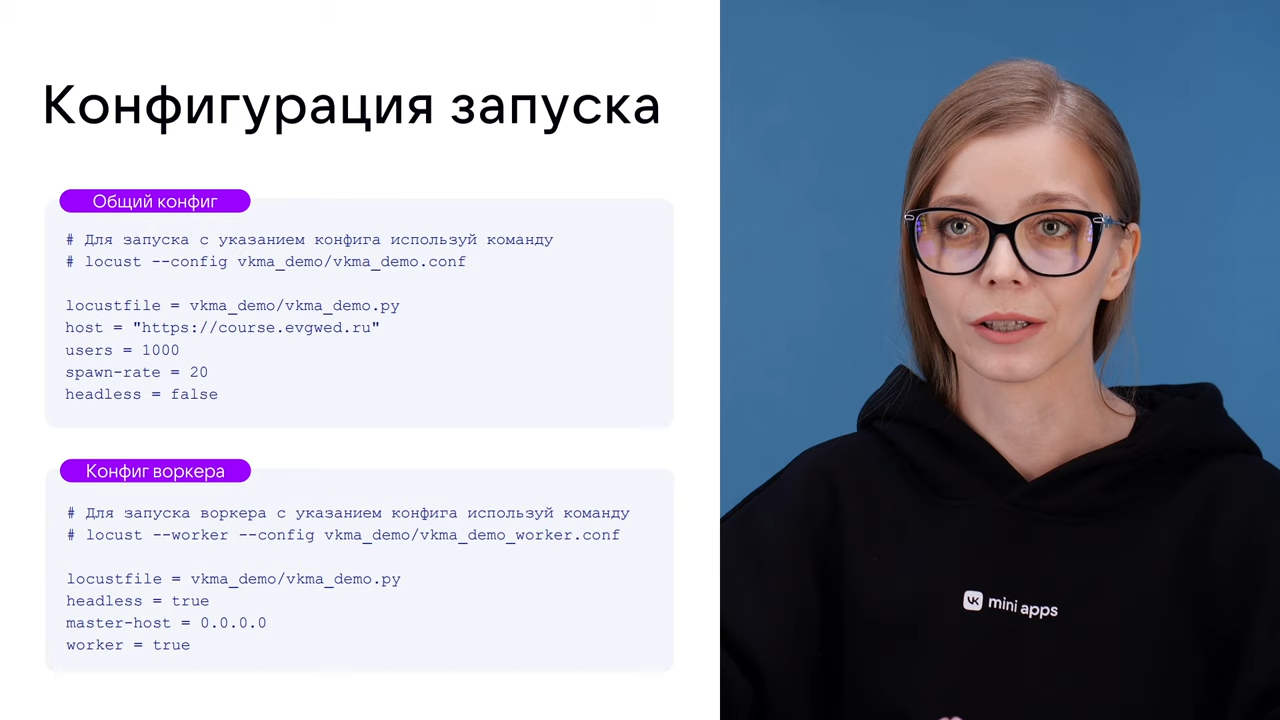 Конфигурация запуска
Общий конфиг
# Для запуска с указанием конфига используй команду
# locust --config vkma_demo/vkma_demo.conf
locustfile = vkma_demo/vkma_demo.py
host = "https://course.evgwed.ru"
users = 1000
spawn-rate = 20
headless = false
Конфиг воркера
# Для запуска воркера с указанием конфига используй команду
# locust --worker --config vkma_demo/vkma_demo_worker.conf
locustfile = vkma_demo/vkma_demo.py
headless = true
master-host = 0.0.0.0
worker = true
VK mini apps